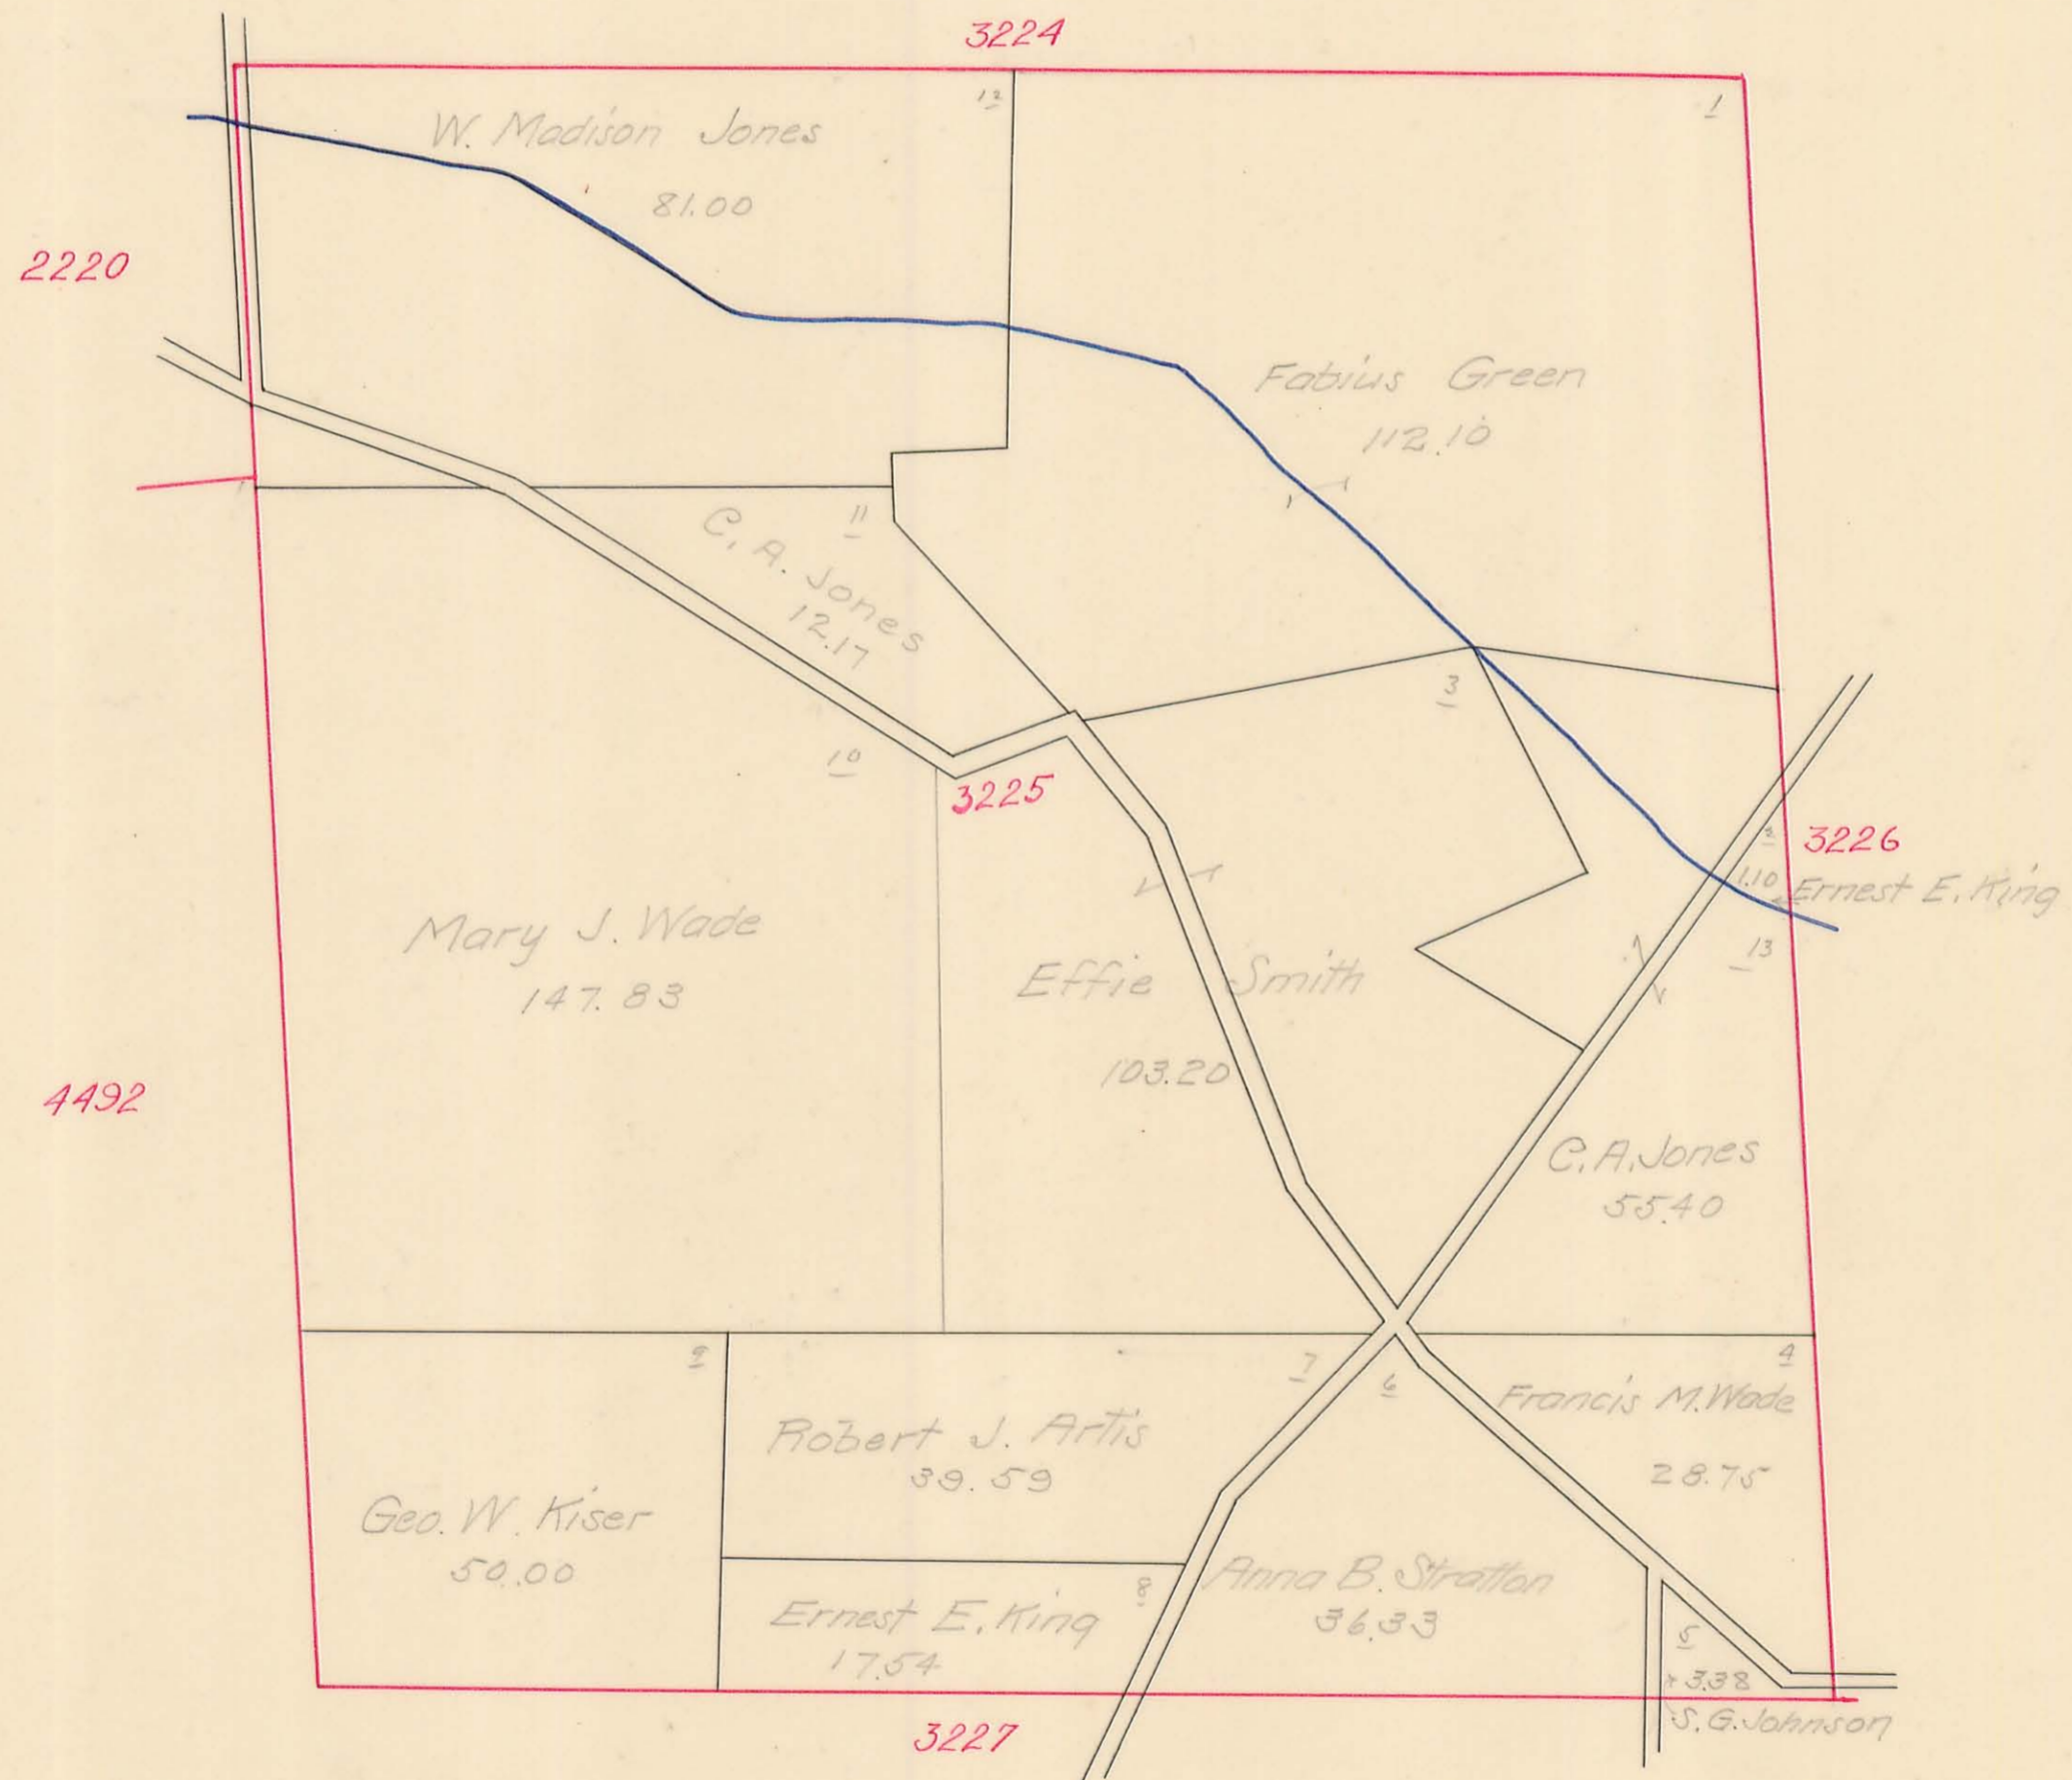 3224
12
1
W. Madison Jones
81.00
2220
Fabius Green
112.10
11
C. A. Jones
12.17
3
10
3225
2
3226
1.10
Ernest E. King
13
Mary J. Wade
147.83
Effie Smith
103.20
4492
C. A. Jones
55.40
9
7
6
4
Francis M. Wade
28.75
Robert J. Artis
39.59
Geo. W. Kiser
50.00
8
Anna B. Stratton
36.33
Ernest E. King
17.54
5
3.38
S. G. Johnson
3227